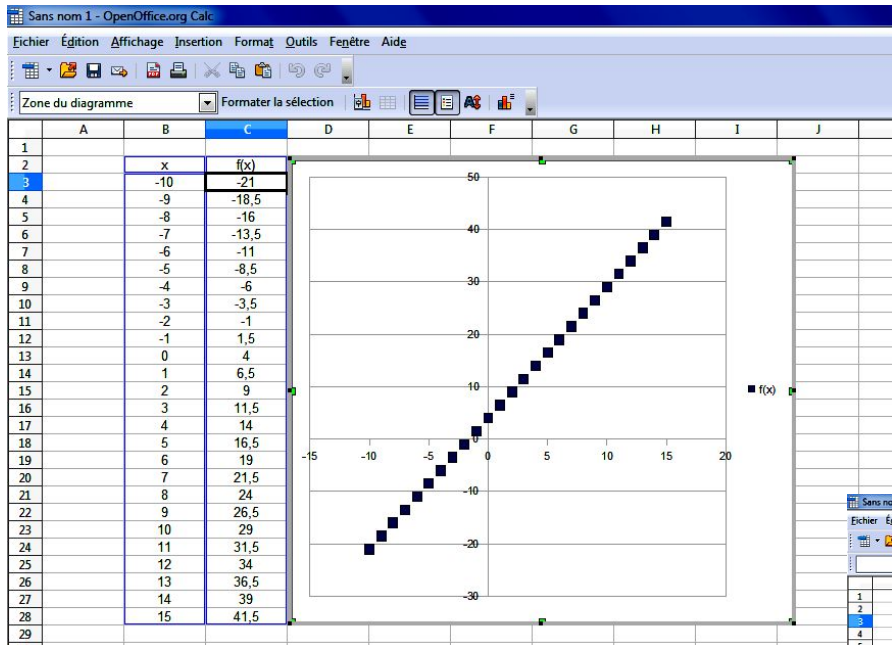 Sans nom 1 - OpenOffice.org Calc
Fichier Édition Affichage Insertion Format Outils Fenêtre Aide
Zone du diagramme Formater la sélection
A B C D E F G H I J
1
2 x f(x)
3 -10 -21
4 -9 -18,5
5 -8 -16
6 -7 -13,5
7 -6 -11
8 -5 -8,5
9 -4 -6
10 -3 -3,5
11 -2 -1
12 -1 1,5
13 0 4
14 1 6,5
15 2 9
16 3 11,5
17 4 14
18 5 16,5
19 6 19
20 7 21,5
21 8 24
22 9 26,5
23 10 29
24 11 31,5
25 12 34
26 13 36,5
27 14 39
28 15 41,5
29
50
40
30
20
10
0
-10
-20
-30
-15 -10 -5 0 5 10 15 20
f(x)
Sans no
Fichier É
1
2
3
4